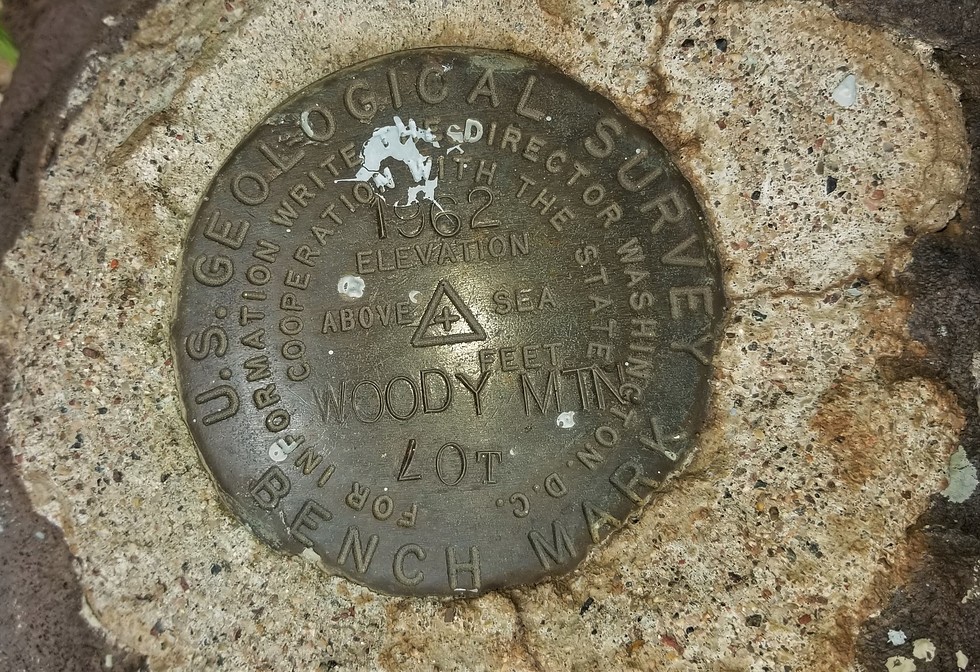 U.S. GEOLOGICAL SURVEY
FOR INFORMATION WRITE THE DIRECTOR WASHINGTON. D.C.
COOPERATION WITH THE STATE
1962
ELEVATION
ABOVE SEA
FEET
WOODY MTN
LOT
BENCH MARK